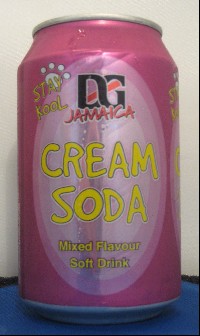 STAY
KOOL
DG
JAMAICA
CREAM
SODA
Mixed Flavour
Soft Drink